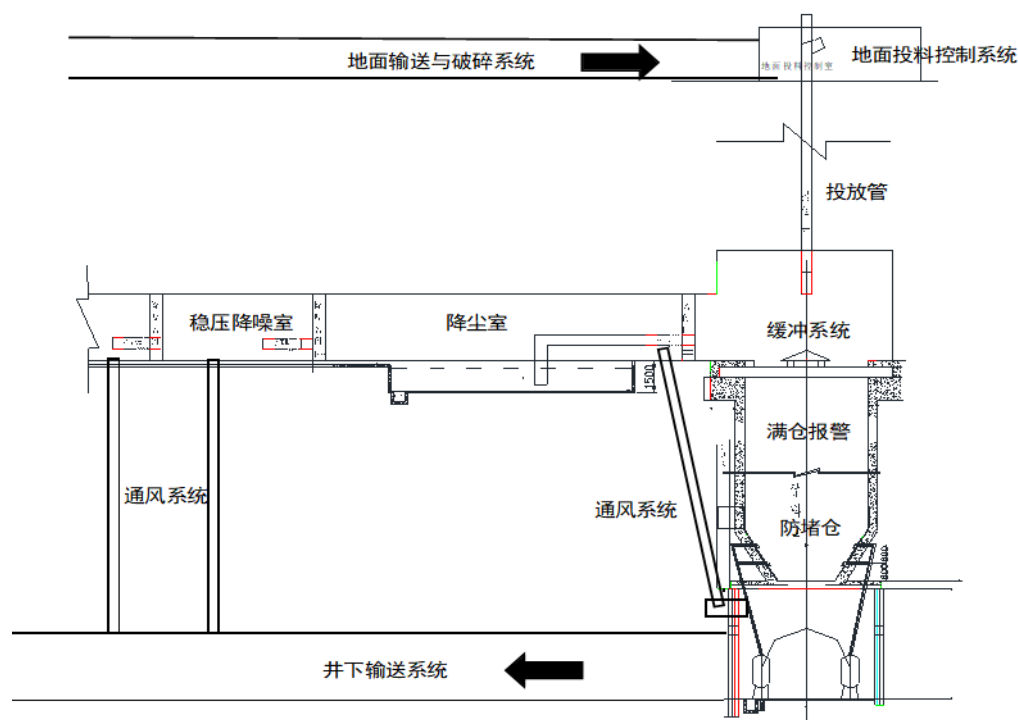 地面输送与破碎系统
地面投料控制系统
地面投料控制室
投放管
稳压降噪室
降尘室
缓冲系统
1500
满仓报警
通风系统
通风系统
防堵仓
800800
井下输送系统